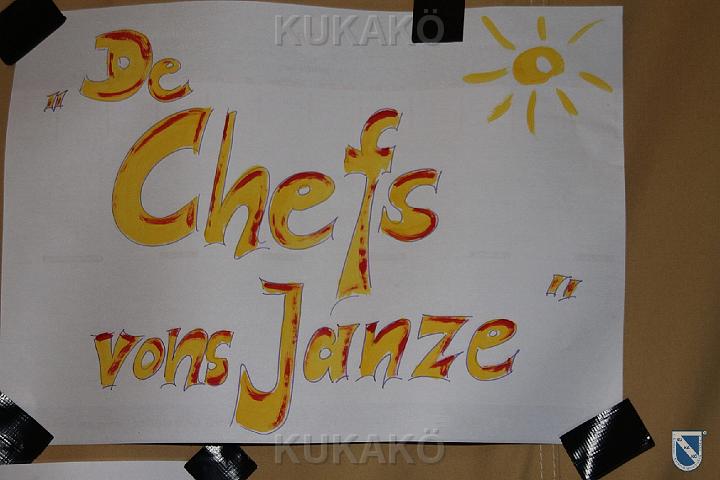 KUKAKÖ
"De
Chefs
vons Janze"
KUKAKÖ